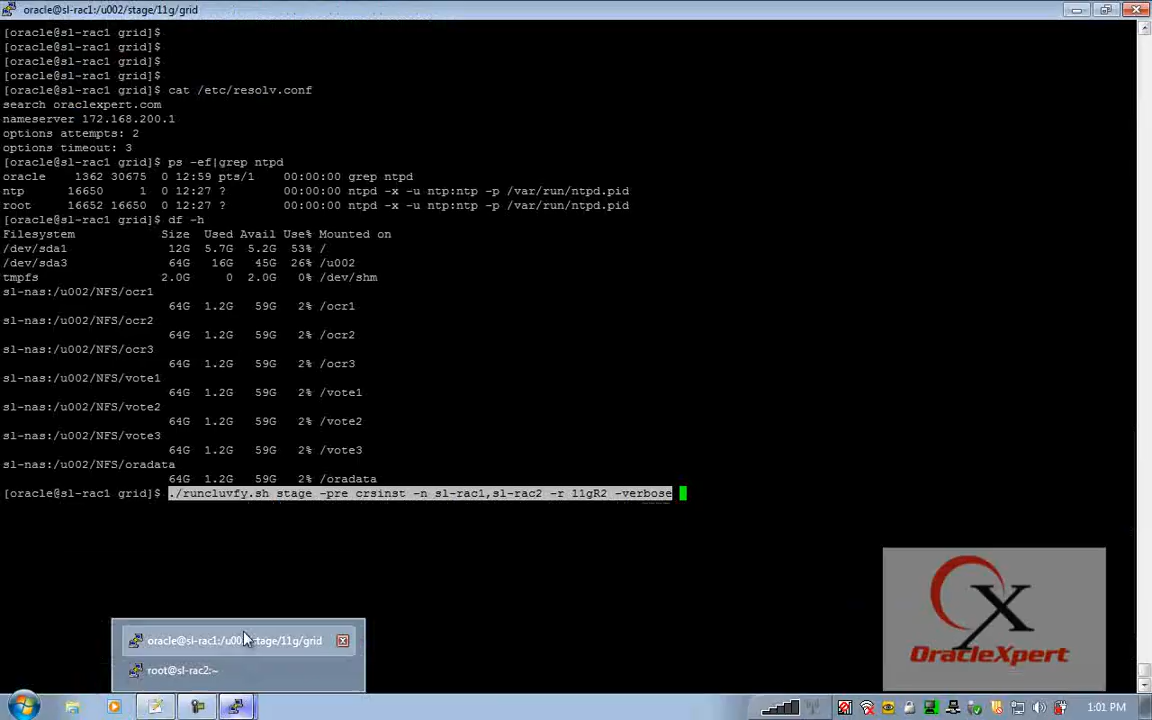 oracle@sl-rac1:/u002/stage/11g/grid
[oracle@sl-rac1 grid]$
[oracle@sl-rac1 grid]$
[oracle@sl-rac1 grid]$
[oracle@sl-rac1 grid]$
[oracle@sl-rac1 grid]$ cat /etc/resolv.conf
search oraclexpert.com
nameserver 172.168.200.1
options attempts: 2
options timeout: 3
[oracle@sl-rac1 grid]$ ps -ef|grep ntpd
oracle 1362 30675 0 12:59 pts/1 00:00:00 grep ntpd
ntp 16650 1 0 12:27 ? 00:00:00 ntpd -x -u ntp:ntp -p /var/run/ntpd.pid
root 16652 16650 0 12:27 ? 00:00:00 ntpd -x -u ntp:ntp -p /var/run/ntpd.pid
[oracle@sl-rac1 grid]$ df -h
Filesystem Size Used Avail Use% Mounted on
/dev/sda1 12G 5.7G 5.2G 53% /
/dev/sda3 64G 16G 45G 26% /u002
tmpfs 2.0G 0 2.0G 0% /dev/shm
sl-nas:/u002/NFS/ocr1
64G 1.2G 59G 2% /ocr1
sl-nas:/u002/NFS/ocr2
64G 1.2G 59G 2% /ocr2
sl-nas:/u002/NFS/ocr3
64G 1.2G 59G 2% /ocr3
sl-nas:/u002/NFS/vote1
64G 1.2G 59G 2% /vote1
sl-nas:/u002/NFS/vote2
64G 1.2G 59G 2% /vote2
sl-nas:/u002/NFS/vote3
64G 1.2G 59G 2% /vote3
sl-nas:/u002/NFS/oradata
64G 1.2G 59G 2% /oradata
[oracle@sl-rac1 grid]$ ./runcluvfy.sh stage -pre crsinst -n sl-rac1,sl-rac2 -r 11gR2 -verbose
OracleXpert
oracle@sl-rac1:/u002/stage/11g/grid
root@sl-rac2:~
1:01 PM